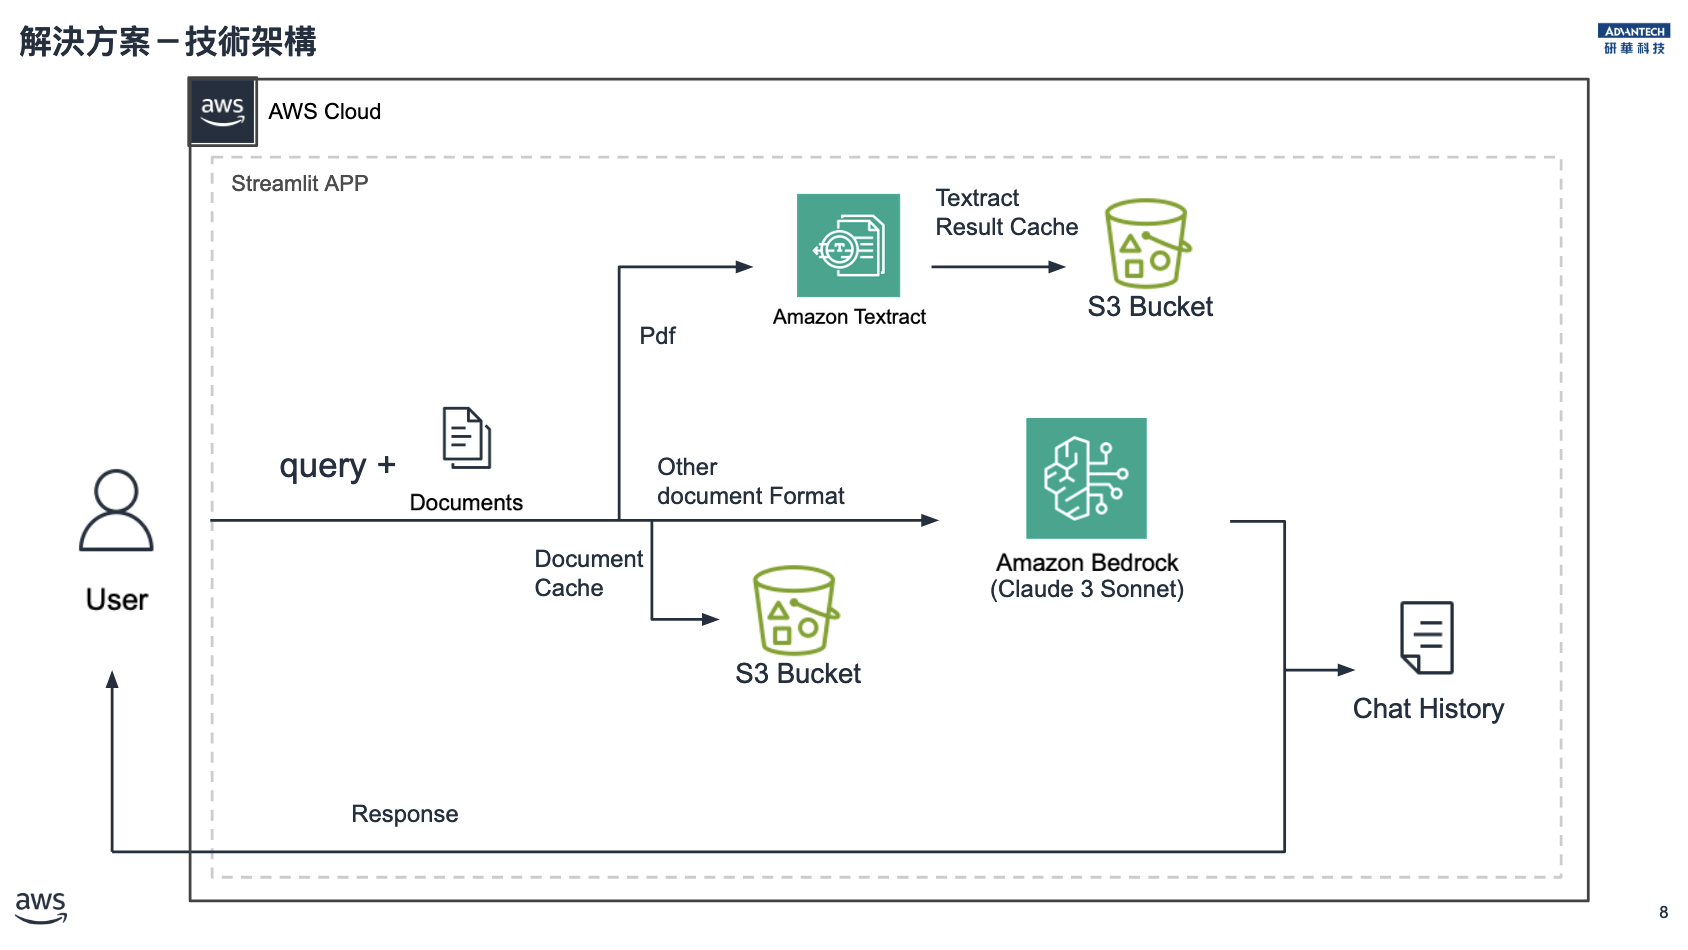 解決方案－技術架構
ADVANTECH
研華科技
aws
AWS Cloud
Streamlit APP
Textract
Result Cache
S3 Bucket
Amazon Textract
Pdf
query +
Documents
Other
document Format
Document
Cache
S3 Bucket
Amazon Bedrock
(Claude 3 Sonnet)
User
Chat History
Response
aws
8